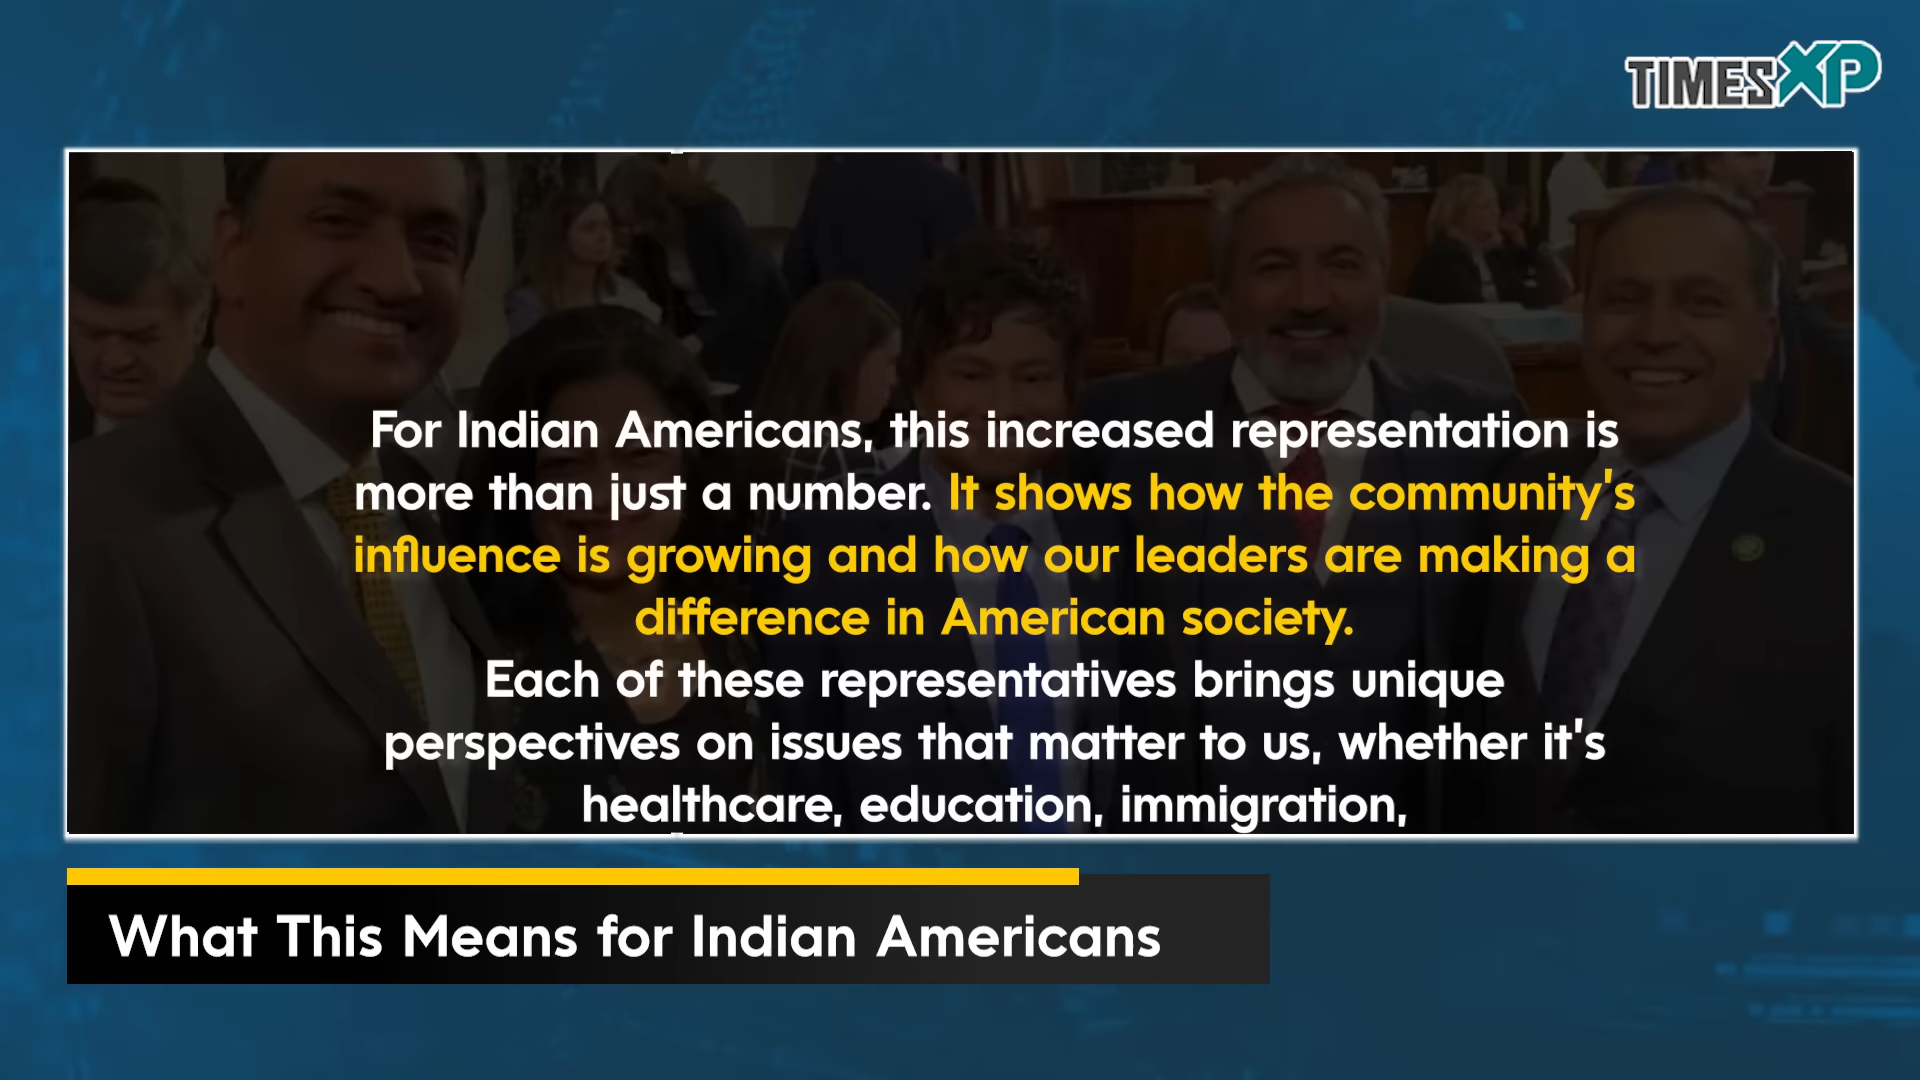 TIMESXP
For Indian Americans, this increased representation is
more than just a number. It shows how the community's
influence is growing and how our leaders are making a
difference in American society.
Each of these representatives brings unique
perspectives on issues that matter to us, whether it's
healthcare, education, immigration,
What This Means for Indian Americans